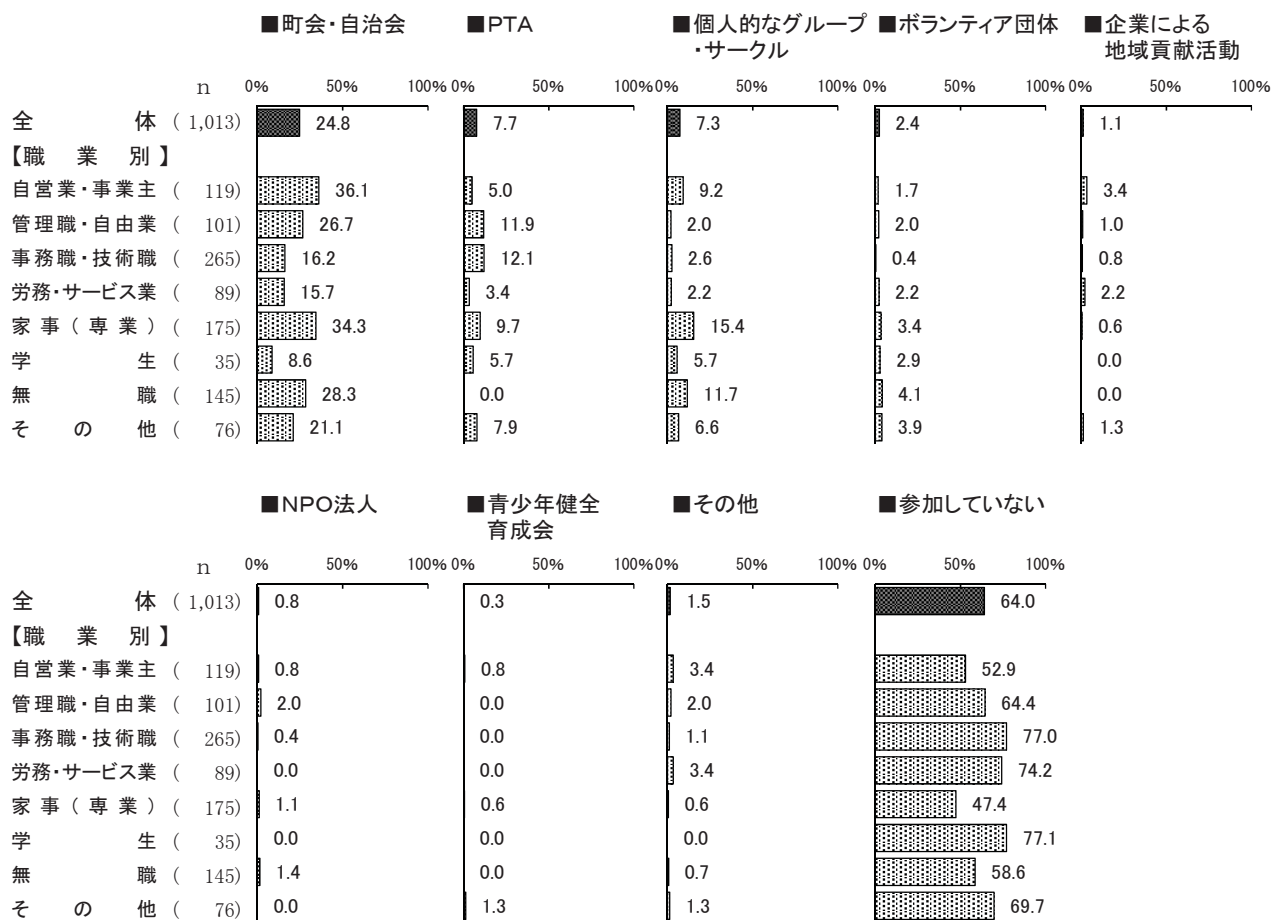 ■町会・自治会 ■PTA ■個人的なグループ・サークル ■ボランティア団体 ■企業による地域貢献活動
n 0% 50% 100% 0% 50% 100% 0% 50% 100% 0% 50% 100% 0% 50% 100%
全体 (1,013) 24.8 7.7 7.3 2.4 1.1
【職業別】
自営業・事業主 (119) 36.1 5.0 9.2 1.7 3.4
管理職・自由業 (101) 26.7 11.9 2.0 2.0 1.0
事務職・技術職 (265) 16.2 12.1 2.6 0.4 0.8
労務・サービス業 (89) 15.7 3.4 2.2 2.2 2.2
家事(専業) (175) 34.3 9.7 15.4 3.4 0.6
学生 (35) 8.6 5.7 5.7 2.9 0.0
無職 (145) 28.3 0.0 11.7 4.1 0.0
その他 (76) 21.1 7.9 6.6 3.9 1.3
■NPO法人 ■青少年健全育成会 ■その他 ■参加していない
n 0% 50% 100% 0% 50% 100% 0% 50% 100% 0% 50% 100%
全体 (1,013) 0.8 0.3 1.5 64.0
【職業別】
自営業・事業主 (119) 0.8 0.8 3.4 52.9
管理職・自由業 (101) 2.0 0.0 2.0 64.4
事務職・技術職 (265) 0.4 0.0 1.1 77.0
労務・サービス業 (89) 0.0 0.0 3.4 74.2
家事(専業) (175) 1.1 0.6 0.6 47.4
学生 (35) 0.0 0.0 0.0 77.1
無職 (145) 1.4 0.0 0.7 58.6
その他 (76) 0.0 1.3 1.3 69.7